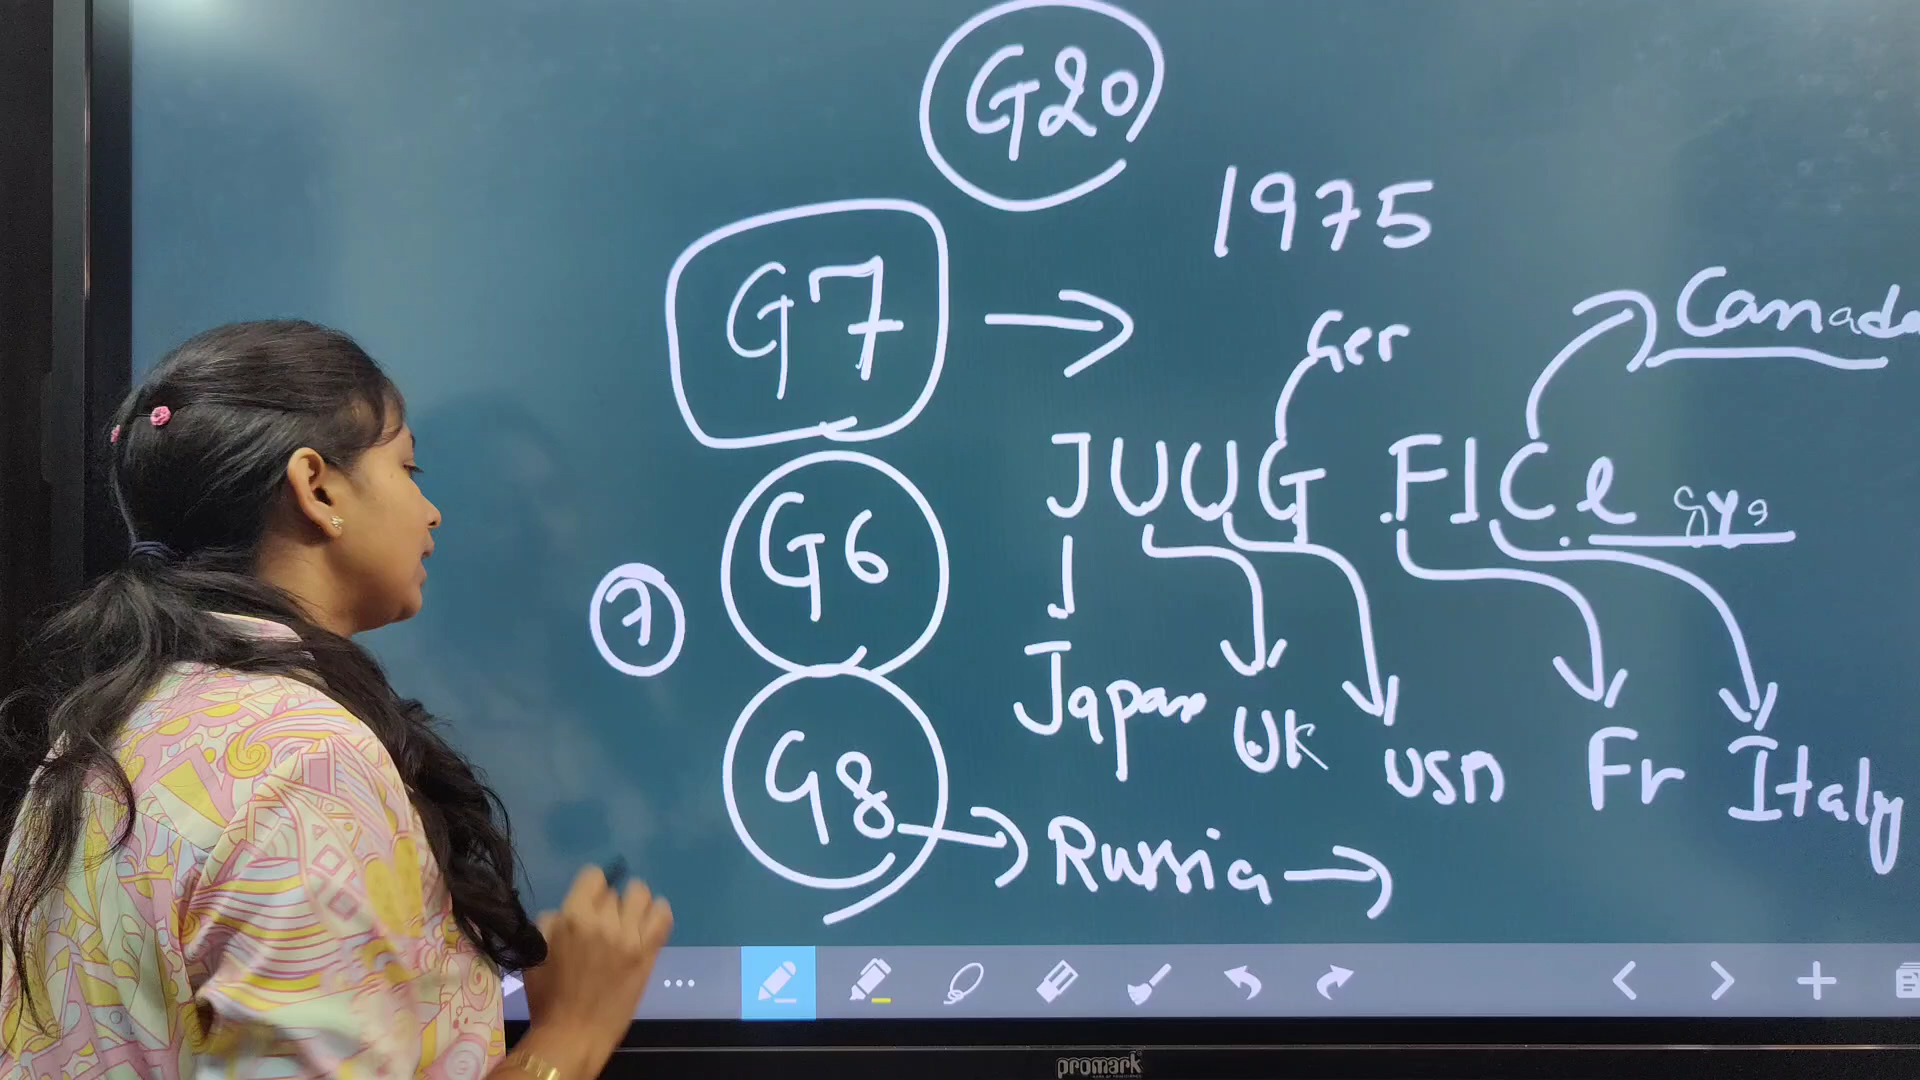 G20
1975
G7
Ger
Canada
JUUG FICe
G6
7
Japan
UK
USA
Fr
Italy
G8
Russia
promark